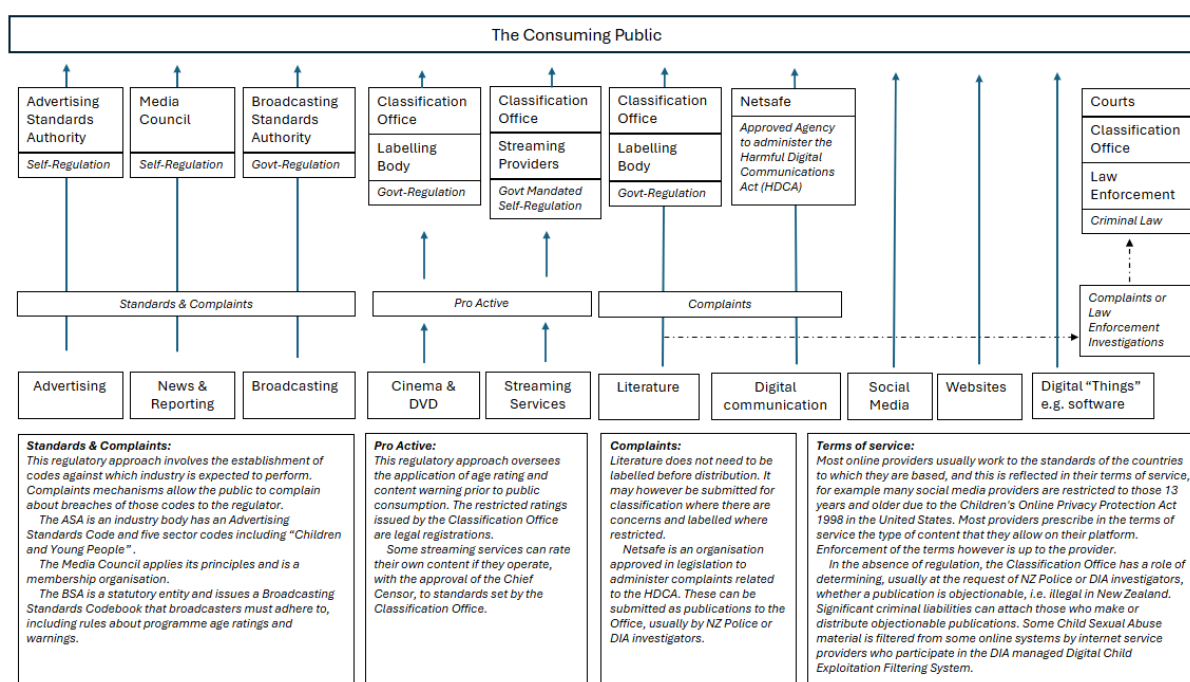 The Consuming Public
Advertising
Standards
Authority
Self-Regulation
Media
Council
Self-Regulation
Broadcasting
Standards
Authority
Govt-Regulation
Classification
Office
Labelling
Body
Govt-Regulation
Classification
Office
Streaming
Providers
Govt Mandated
Self-Regulation
Classification
Office
Labelling
Body
Govt-Regulation
Netsafe
Approved Agency
to administer the
Harmful Digital
Communications
Act (HDCA)
Courts
Classification
Office
Law
Enforcement
Criminal Law
Standards & Complaints
Pro Active
Complaints
Complaints or
Law
Enforcement
Investigations
Advertising
News &
Reporting
Broadcasting
Cinema &
DVD
Streaming
Services
Literature
Digital
communication
Social
Media
Websites
Digital “Things”
e.g. software
Standards & Complaints:
This regulatory approach involves the establishment of
codes against which industry is expected to perform.
Complaints mechanisms allow the public to complain
about breaches of those codes to the regulator.
The ASA is an industry body has an Advertising
Standards Code and five sector codes including “Children
and Young People” .
The Media Council applies its principles and is a
membership organisation.
The BSA is a statutory entity and issues a Broadcasting
Standards Codebook that broadcasters must adhere to,
including rules about programme age ratings and
warnings.
Pro Active:
This regulatory approach oversees
the application of age rating and
content warning prior to public
consumption. The restricted ratings
issued by the Classification Office
are legal registrations.
Some streaming services can rate
their own content if they operate,
with the approval of the Chief
Censor, to standards set by the
Classification Office.
Complaints:
Literature does not need to be
labelled before distribution. It
may however be submitted for
classification where there are
concerns and labelled where
restricted.
Netsafe is an organisation
approved in legislation to
administer complaints related
to the HDCA. These can be
submitted as publications to the
Office, usually by NZ Police or
DIA investigators.
Terms of service:
Most online providers usually work to the standards of the countries
to which they are based, and this is reflected in their terms of service,
for example many social media providers are restricted to those 13
years and older due to the Children's Online Privacy Protection Act
1998 in the United States. Most providers prescribe in the terms of
service the type of content that they allow on their platform.
Enforcement of the terms however is up to the provider.
In the absence of regulation, the Classification Office has a role of
determining, usually at the request of NZ Police or DIA investigators,
whether a publication is objectionable, i.e. illegal in New Zealand.
Significant criminal liabilities can attach those who make or
distribute objectionable publications. Some Child Sexual Abuse
material is filtered from some online systems by internet service
providers who participate in the DIA managed Digital Child
Exploitation Filtering System.